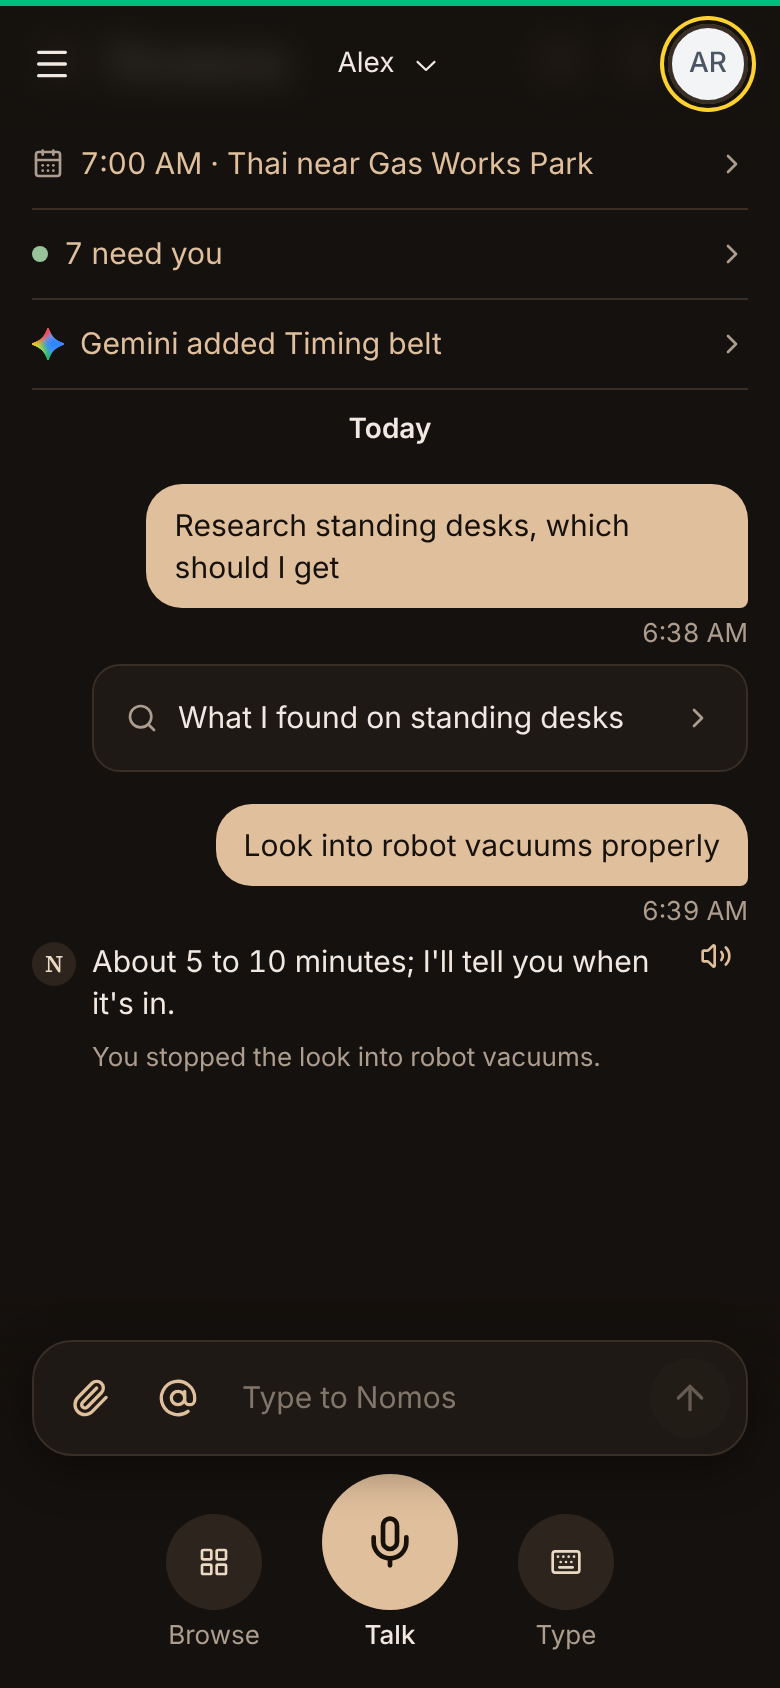 Alex
AR
7:00 AM · Thai near Gas Works Park
7 need you
Gemini added Timing belt
Today
Research standing desks, which
should I get
6:38 AM
What I found on standing desks
Look into robot vacuums properly
6:39 AM
N
About 5 to 10 minutes; I'll tell you when
it's in.
You stopped the look into robot vacuums.
Type to Nomos
Browse
Talk
Type